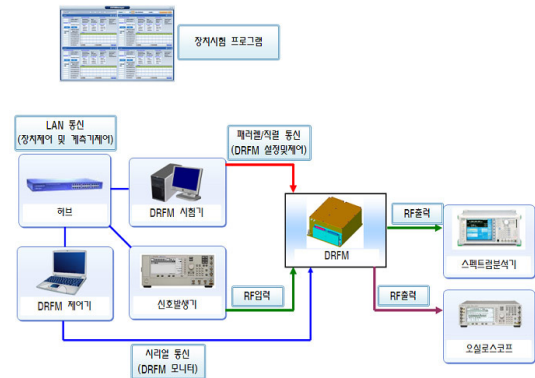 장치시험 프로그램
LAN 통신
(장치제어 및 계측기제어)
패러렐/직렬 통신
(DRFM 설정및제어)
허브
DRFM 시험기
DRFM
RF출력
스펙트럼분석기
DRFM 제어기
신호발생기
RF입력
RF출력
오실로스코프
시리얼 통신
(DRFM 모니터)